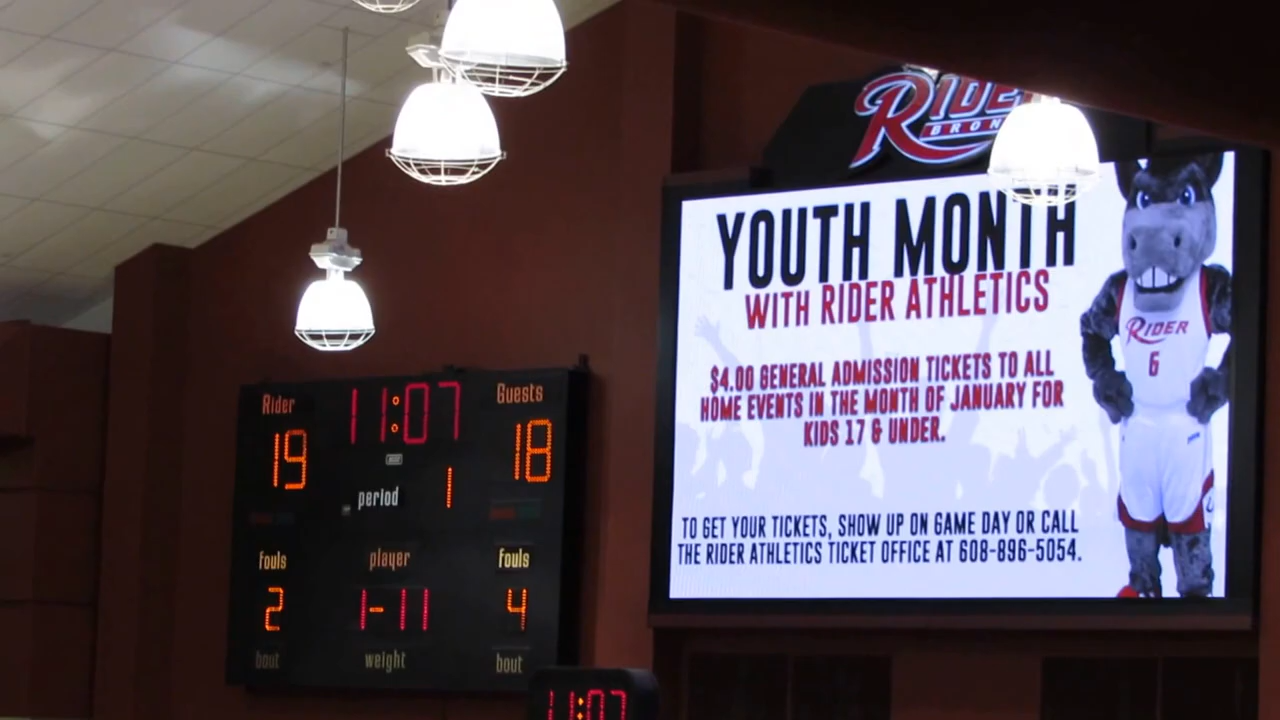 RIDER
BRON
YOUTH MONTH
WITH RIDER ATHLETICS
$4.00 GENERAL ADMISSION TICKETS TO ALL
HOME EVENTS IN THE MONTH OF JANUARY FOR
KIDS 17 & UNDER.
TO GET YOUR TICKETS, SHOW UP ON GAME DAY OR CALL
THE RIDER ATHLETICS TICKET OFFICE AT 608-896-5054.
RIDER
6
Rider 11:07 Guests
19 18
period 1
fouls player fouls
2 1-11 4
bout weight bout
11:07